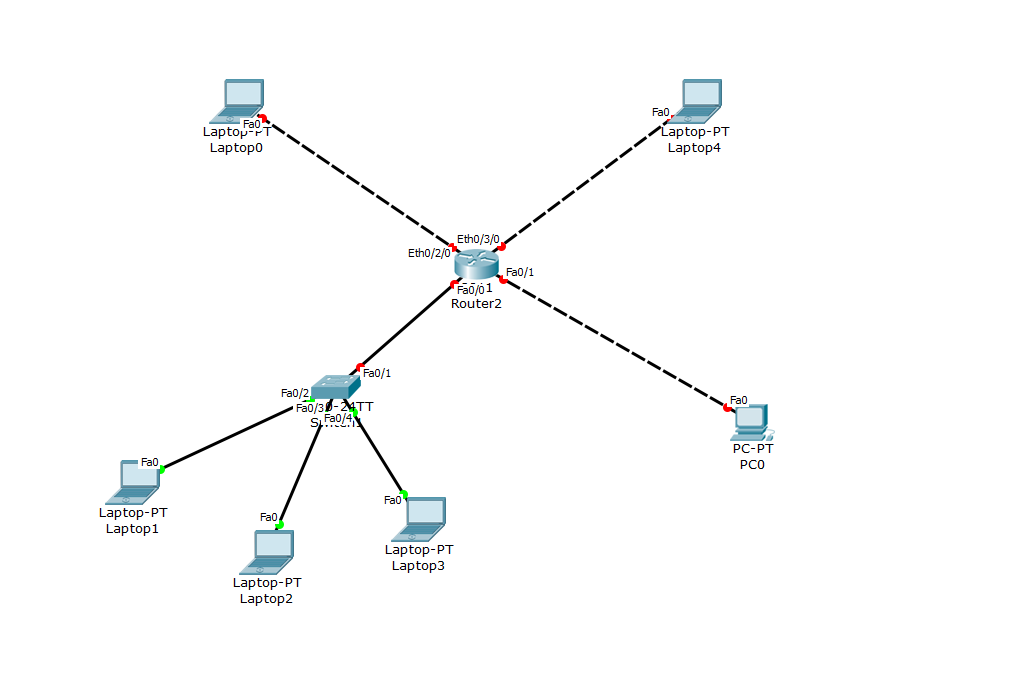 Fa0
Laptop-PT
Laptop0
Fa0
Laptop-PT
Laptop4
Eth0/3/0
Eth0/2/0
Fa0/1
Fa0/0
Router2
Fa0/1
Fa0/2
Fa0/3
Fa0/4
-24TT
Fa0
PC-PT
PC0
Fa0
Laptop-PT
Laptop1
Fa0
Laptop-PT
Laptop2
Fa0
Laptop-PT
Laptop3